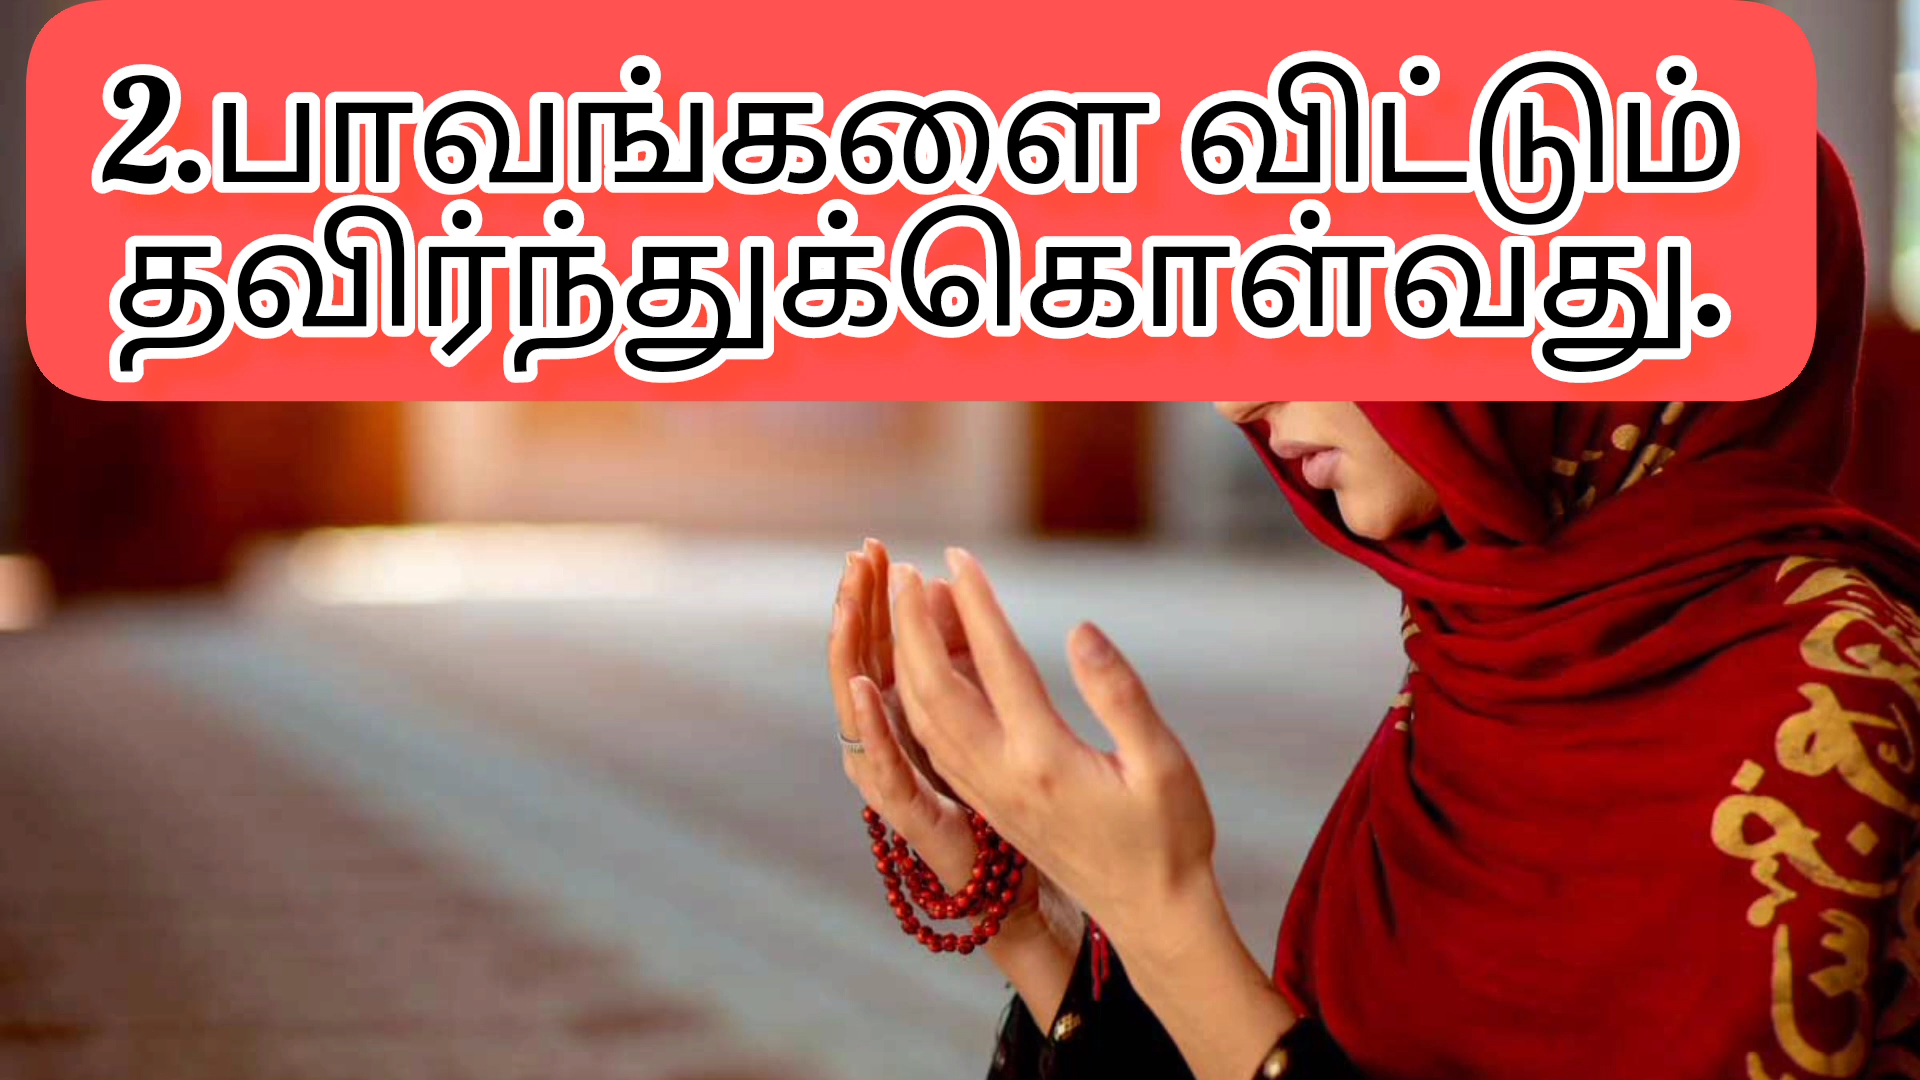 2.பாவங்களை விட்டும்
தவிர்ந்துக்கொள்வது.